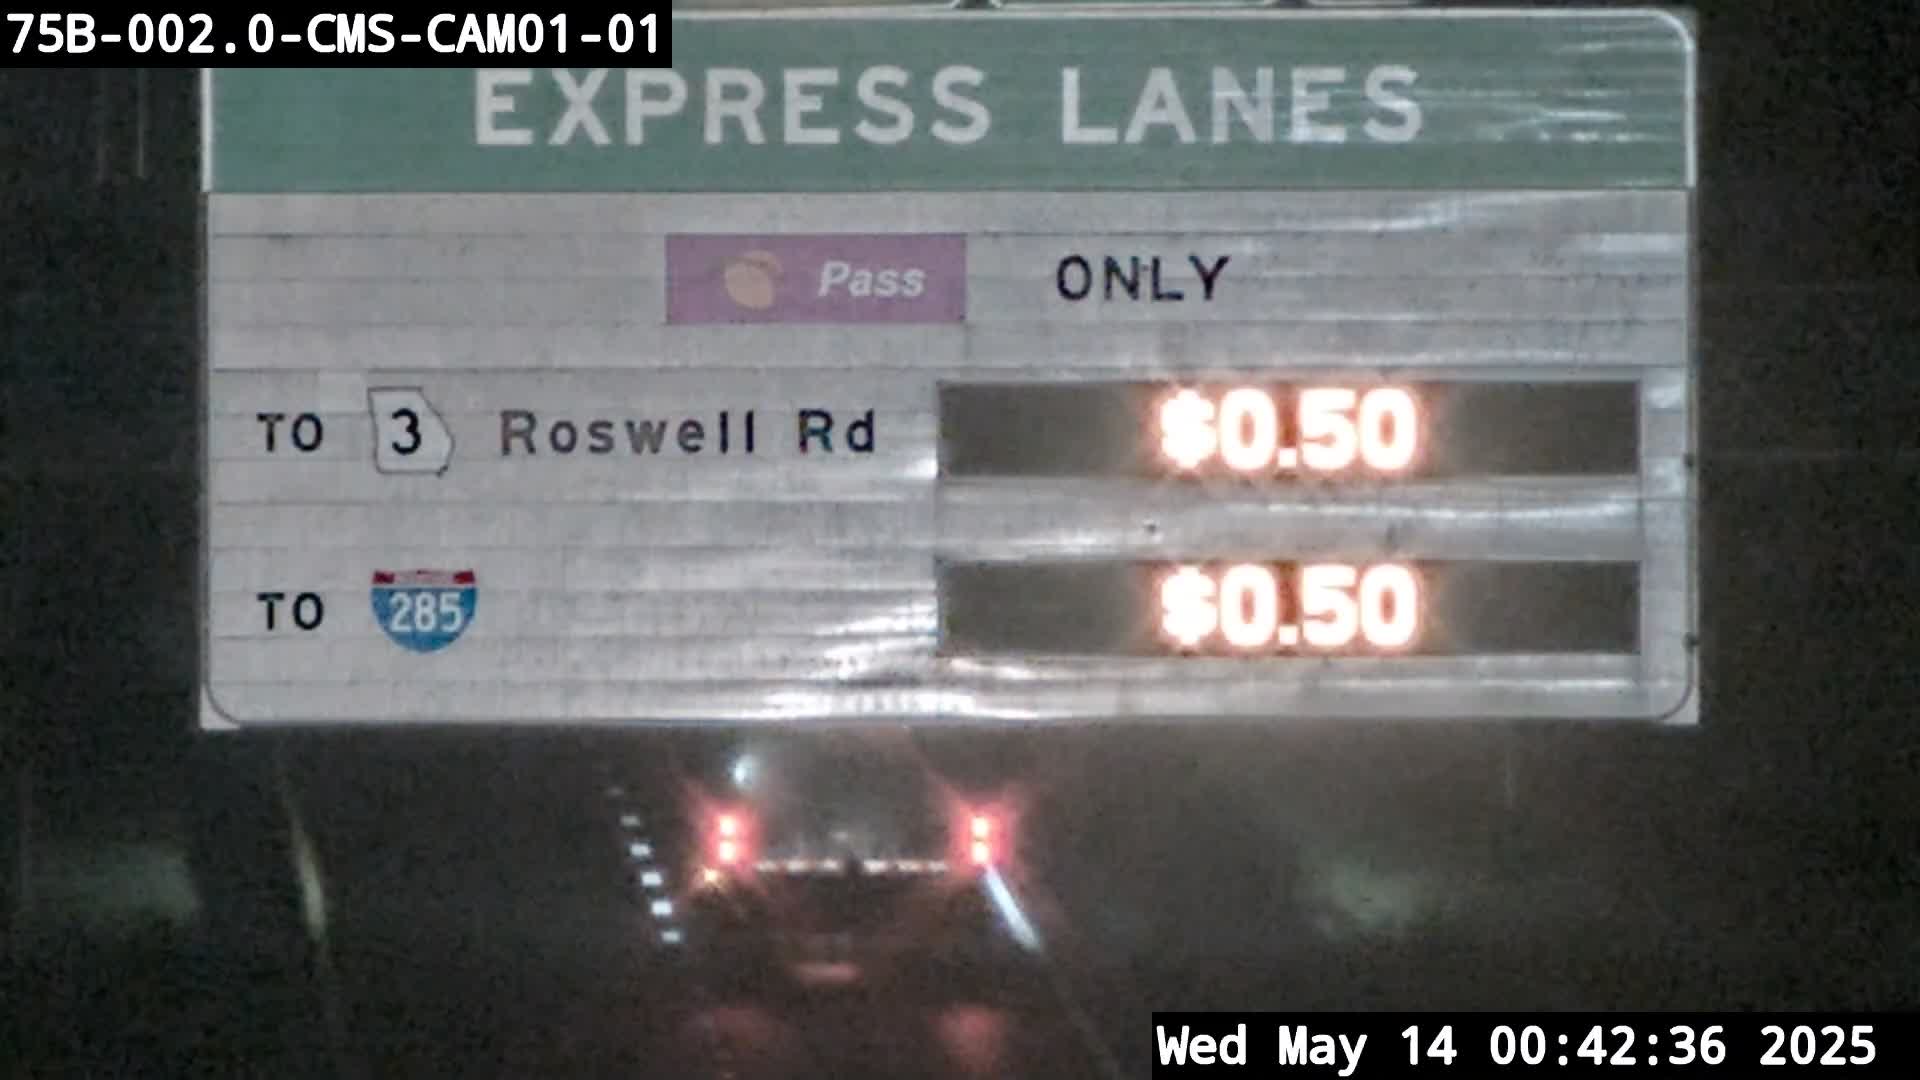 75B-002.0-CMS-CAM01-01
EXPRESS LANES
Pass ONLY
TO 3 Roswell Rd $0.50
TO 285 $0.50
Wed May 14 00:42:36 2025